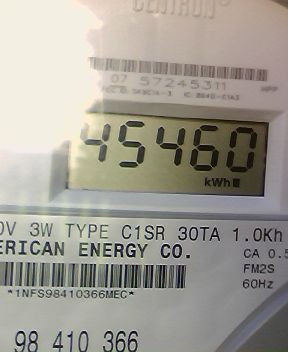 CENTRON®
07 57245311
45460
kWh
0V 3W TYPE C1SR 30TA 1.0Kh
ERICAN ENERGY CO.
CA 0.5
FM2S
*1NFS98410366MEC*
60Hz
98 410 366